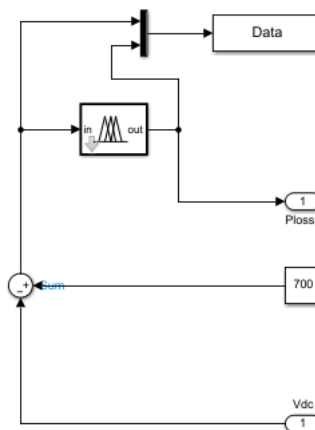 Data
in out
1
Ploss
_+ Sum
700
Vdc
1